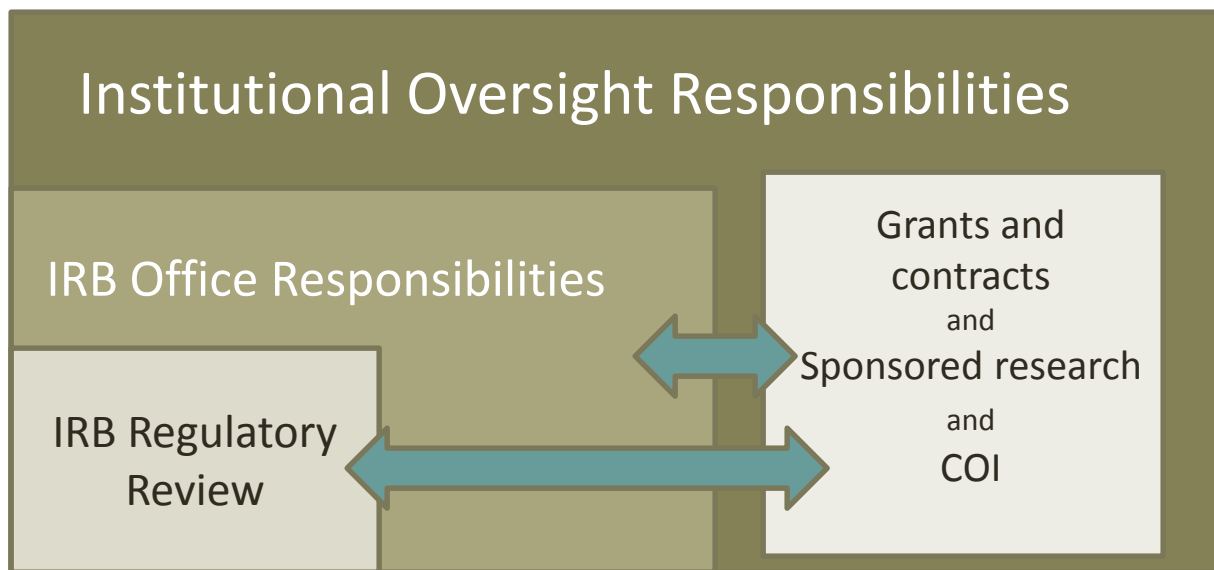 Institutional Oversight Responsibilities
IRB Office Responsibilities
IRB Regulatory
Review
Grants and
contracts
and
Sponsored research
and
COI